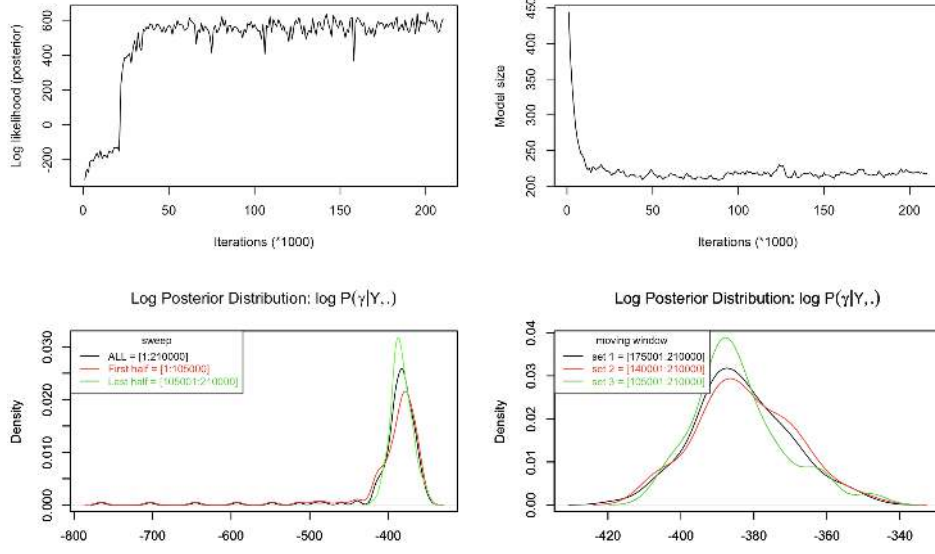 Log likelihood (posterior)
600
400
200
0
-200
0
50
100
150
200
Iterations (*1000)
Model size
450
400
350
300
250
200
0
50
100
150
200
Iterations (*1000)
Log Posterior Distribution: log P(γ|Y,.)
sweep
ALL = [1:210000]
First half = [1:105000]
Last half = [105001:210000]
Density
0.030
0.020
0.010
0.000
-800
-700
-600
-500
-400
Log Posterior Distribution: log P(γ|Y,.)
moving window
set 1 = [175001:210000]
set 2 = [140001:210000]
set 3 = [105001:210000]
Density
0.04
0.03
0.02
0.01
0.00
-420
-400
-380
-360
-340